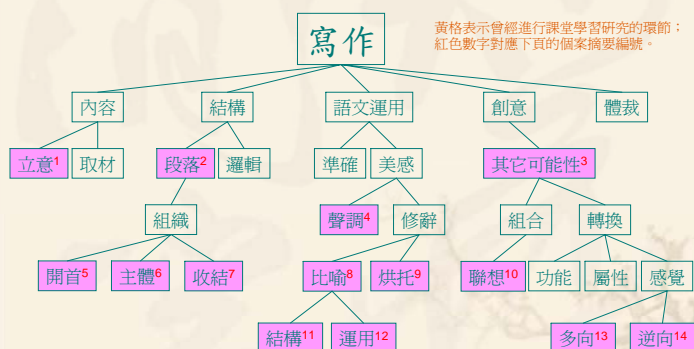 寫作
黃格表示曾經進行課堂學習研究的環節；
紅色數字對應下頁的個案摘要編號。
內容 結構 語文運用 創意 體裁
立意1 取材 段落2 邏輯 準確 美感 其它可能性3
組織 聲調4 修辭 組合 轉換
開首5 主體6 收結7 比喻8 烘托9 聯想10 功能 屬性 感覺
結構11 運用12 多向13 逆向14